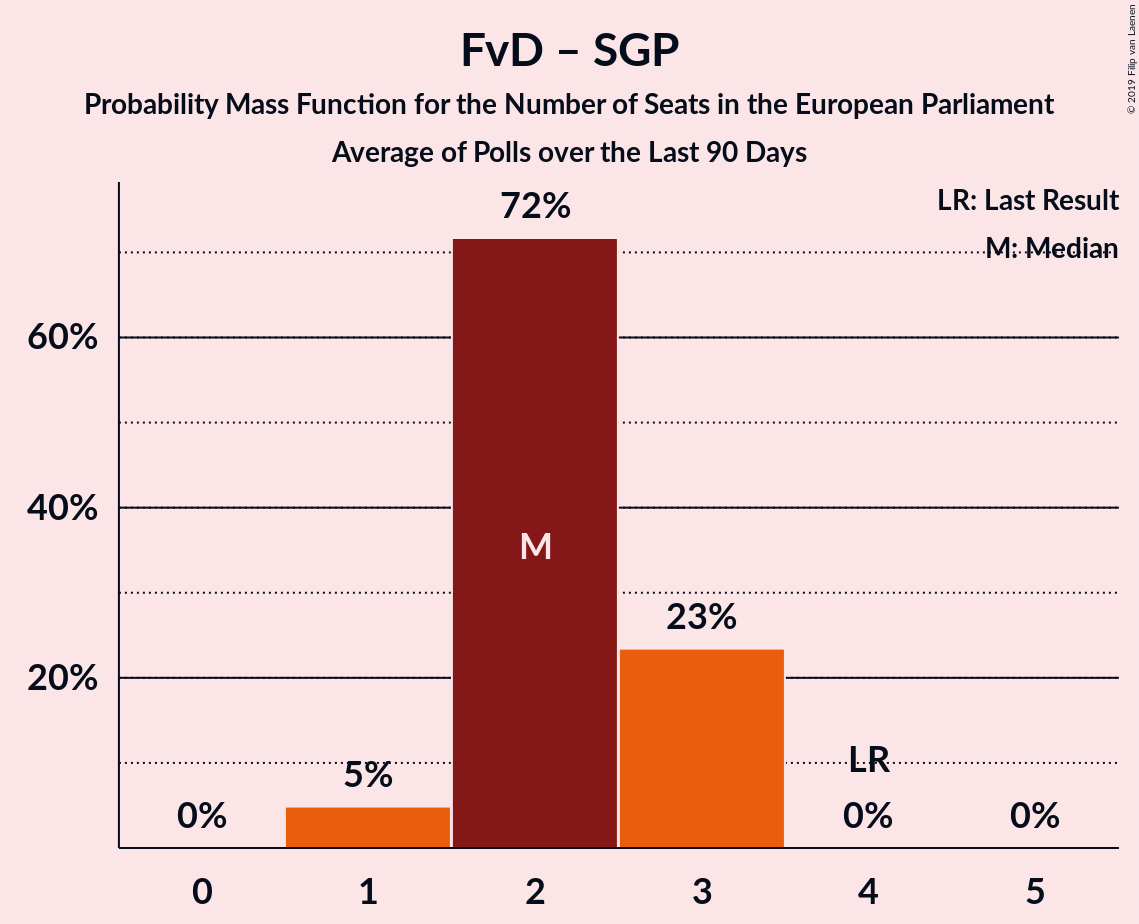 FvD – SGP
Probability Mass Function for the Number of Seats in the European Parliament
Average of Polls over the Last 90 Days
© 2019 Filip van Laenen
LR: Last Result
M: Median
72%
60%
40%
20%
M
23%
5%
LR
0%
0%
0%
0 1 2 3 4 5